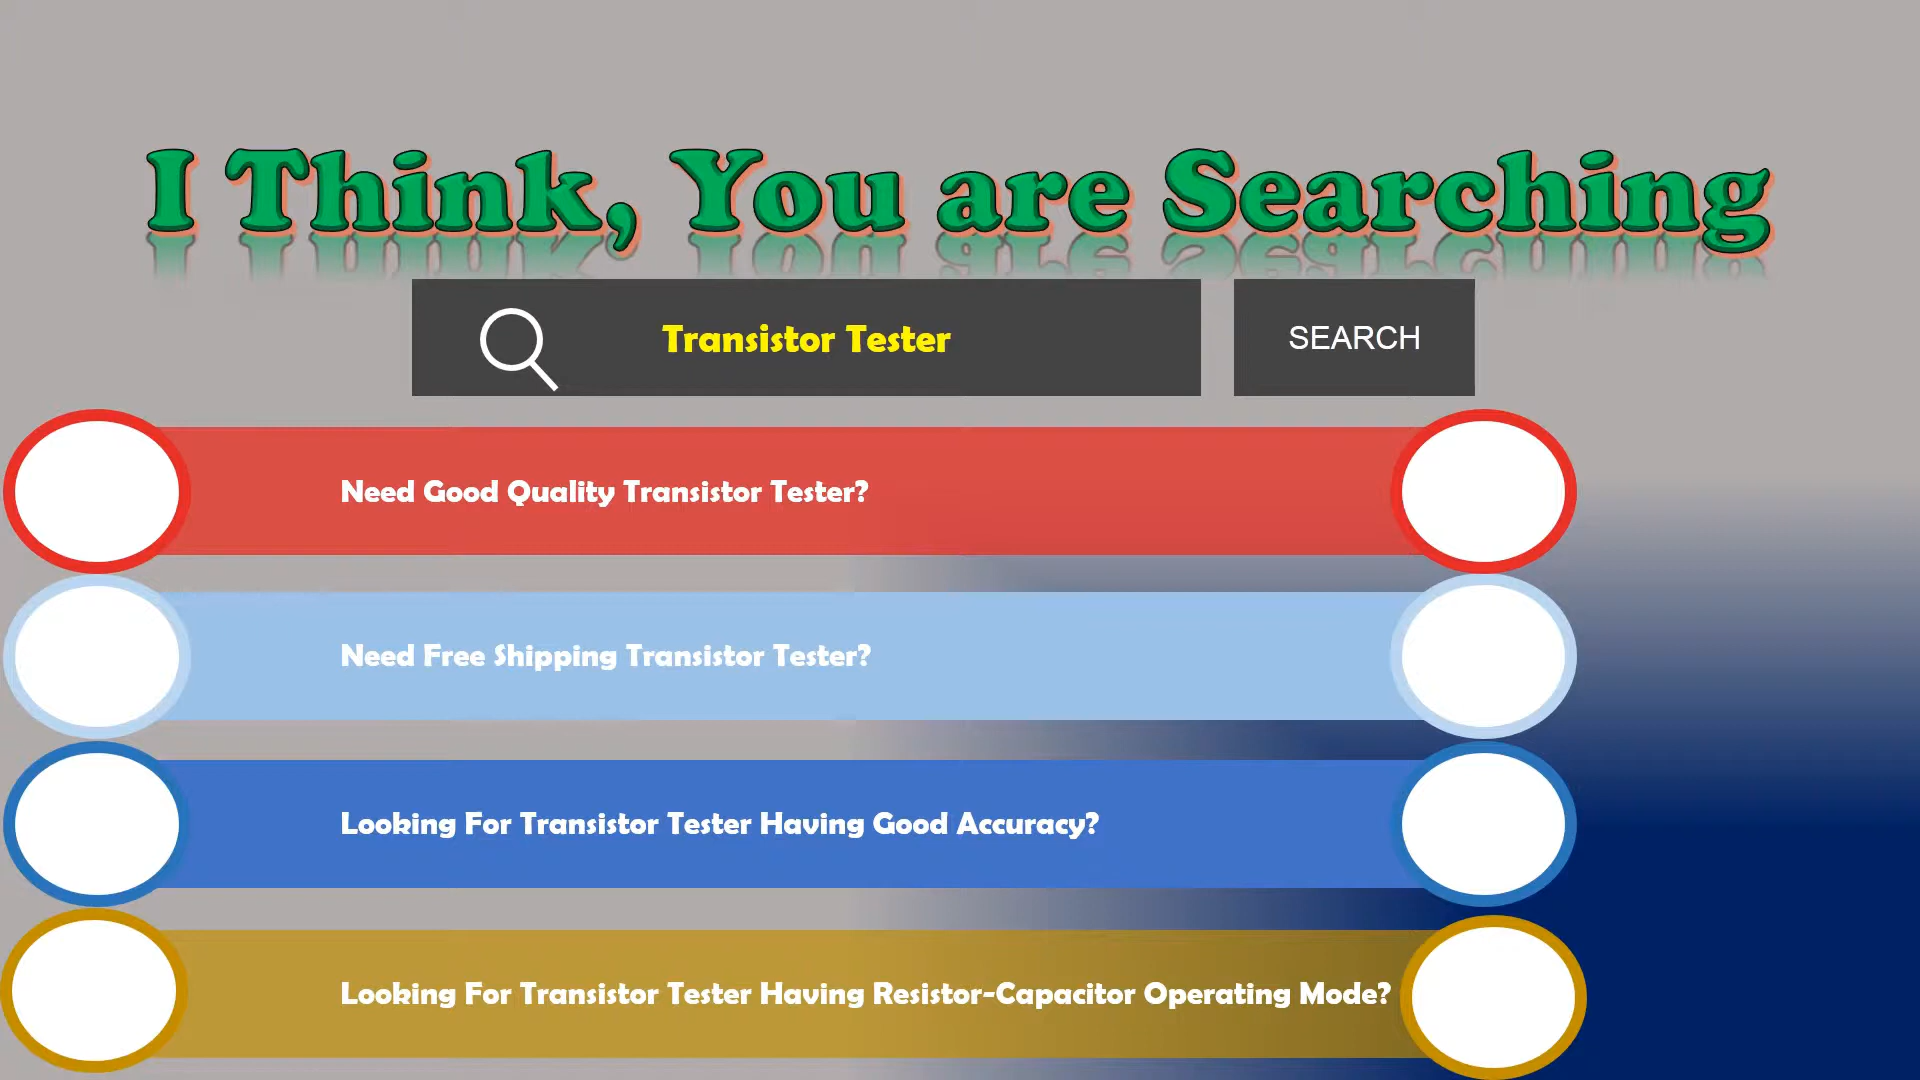 I Think, You are Searching
Transistor Tester
SEARCH
Need Good Quality Transistor Tester?
Need Free Shipping Transistor Tester?
Looking For Transistor Tester Having Good Accuracy?
Looking For Transistor Tester Having Resistor-Capacitor Operating Mode?